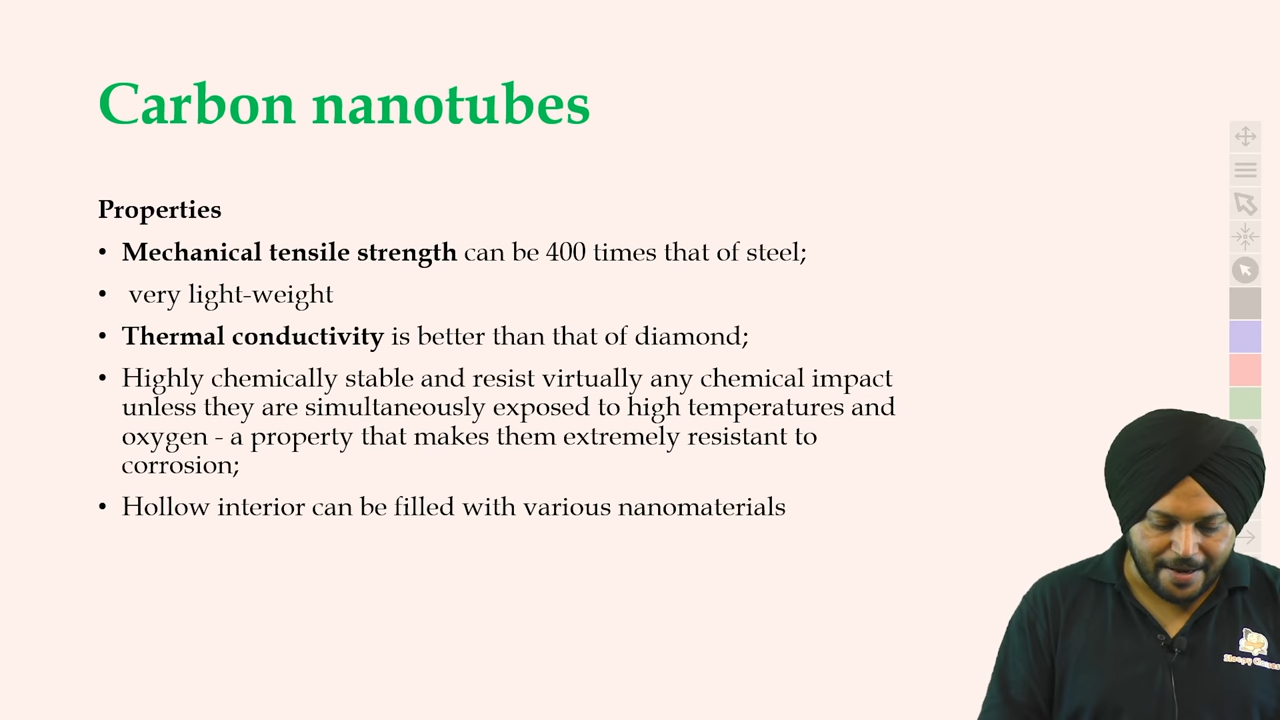 Carbon nanotubes
Properties
• Mechanical tensile strength can be 400 times that of steel;
• very light-weight
• Thermal conductivity is better than that of diamond;
• Highly chemically stable and resist virtually any chemical impact
unless they are simultaneously exposed to high temperatures and
oxygen - a property that makes them extremely resistant to
corrosion;
• Hollow interior can be filled with various nanomaterials
Sleepy Classes